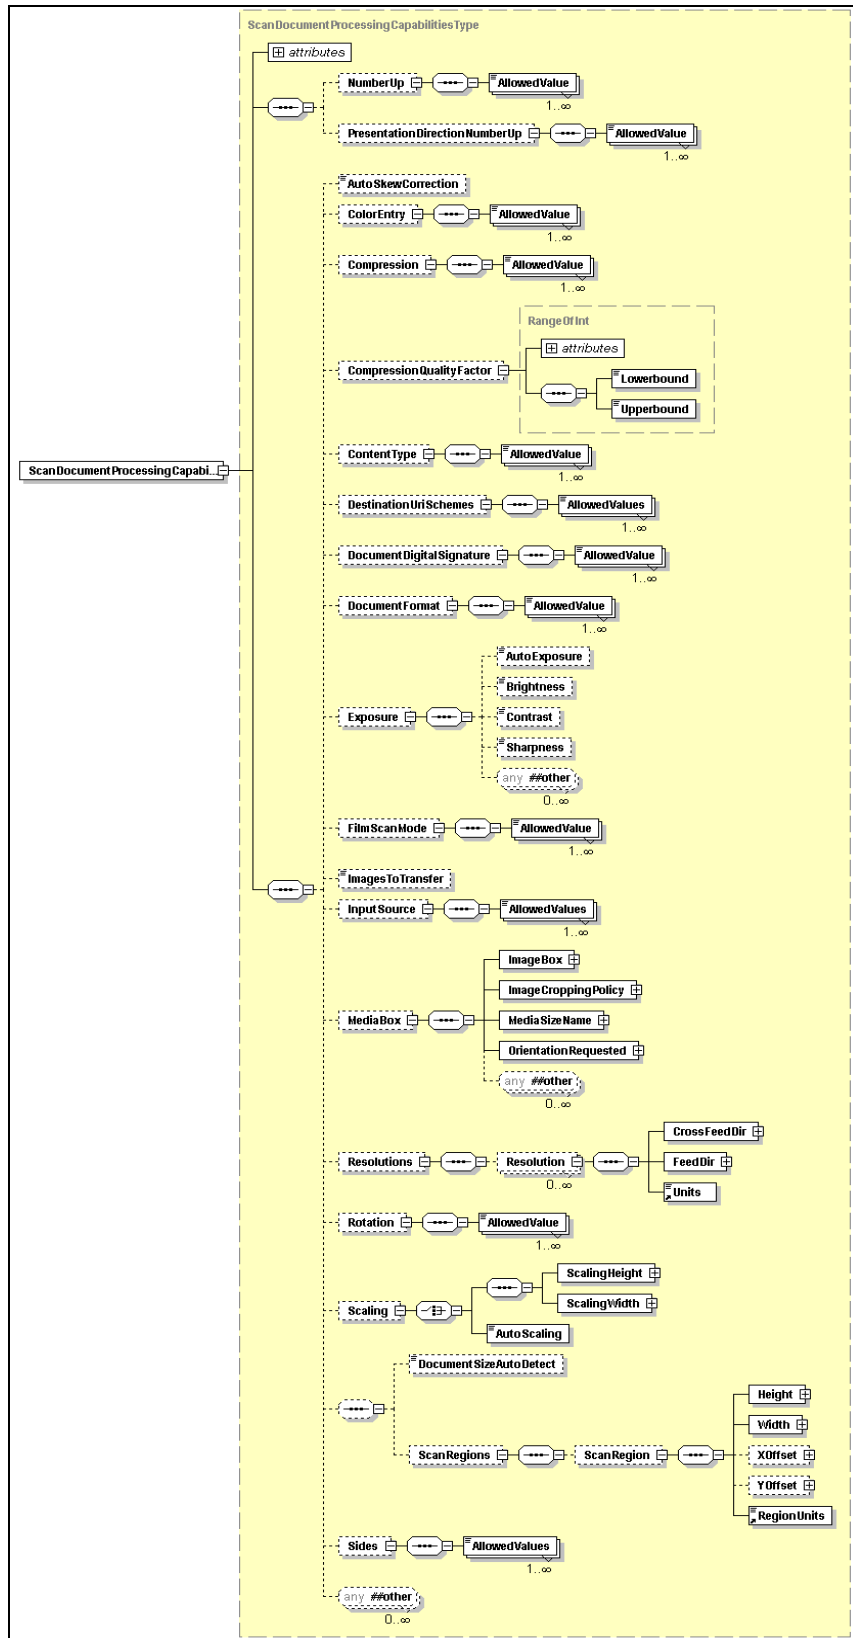 ScanDocumentProcessingCapabilitiesType
attributes
NumberUp
AllowedValue
1..∞
PresentationDirectionNumberUp
AllowedValue
1..∞
AutoSkewCorrection
ColorEntry
AllowedValue
1..∞
Compression
AllowedValue
1..∞
RangeOfInt
attributes
CompressionQualityFactor
Lowerbound
Upperbound
ContentType
AllowedValue
1..∞
ScanDocumentProcessingCapabi...
DestinationUriSchemes
AllowedValues
1..∞
DocumentDigitalSignature
AllowedValue
1..∞
DocumentFormat
AllowedValue
1..∞
AutoExposure
Brightness
Exposure
Contrast
Sharpness
any ##other
0..∞
FilmScanMode
AllowedValue
1..∞
ImagesToTransfer
InputSource
AllowedValues
1..∞
ImageBox
ImageCroppingPolicy
MediaBox
MediaSizeName
OrientationRequested
any ##other
0..∞
CrossFeedDir
Resolutions
Resolution
0..∞
FeedDir
Units
Rotation
AllowedValue
1..∞
ScalingHeight
ScalingWidth
Scaling
AutoScaling
DocumentSizeAutoDetect
Height
Width
ScanRegions
ScanRegion
XOffset
YOffset
RegionUnits
Sides
AllowedValues
1..∞
any ##other
0..∞